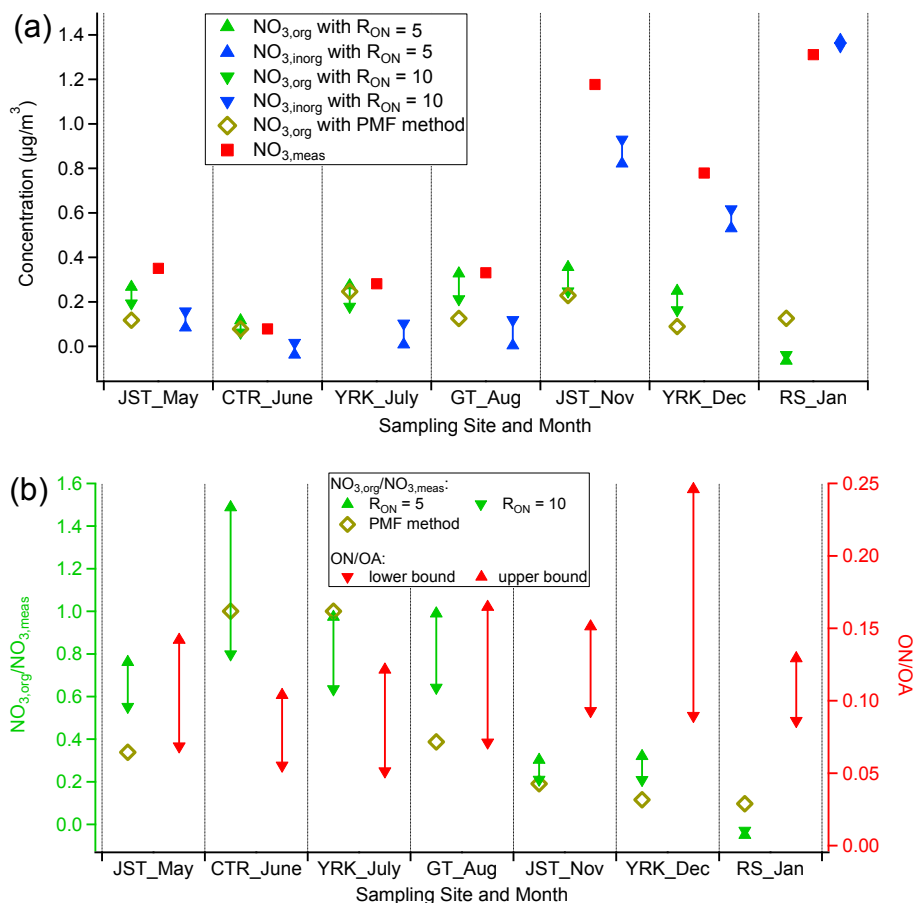 (a)
1.4
1.2
1.0
0.8
0.6
0.4
0.2
0.0
Concentration (µg/m³)
NO₃,org with R_ON = 5
NO₃,inorg with R_ON = 5
NO₃,org with R_ON = 10
NO₃,inorg with R_ON = 10
NO₃,org with PMF method
NO₃,meas
JST_May CTR_June YRK_July GT_Aug JST_Nov YRK_Dec RS_Jan
Sampling Site and Month
(b)
1.6
1.4
1.2
1.0
0.8
0.6
0.4
0.2
0.0
NO₃,org/NO₃,meas
NO₃,org/NO₃,meas:
R_ON = 5 R_ON = 10
PMF method
ON/OA:
lower bound upper bound
0.25
0.20
0.15
0.10
0.05
0.00
ON/OA
JST_May CTR_June YRK_July GT_Aug JST_Nov YRK_Dec RS_Jan
Sampling Site and Month